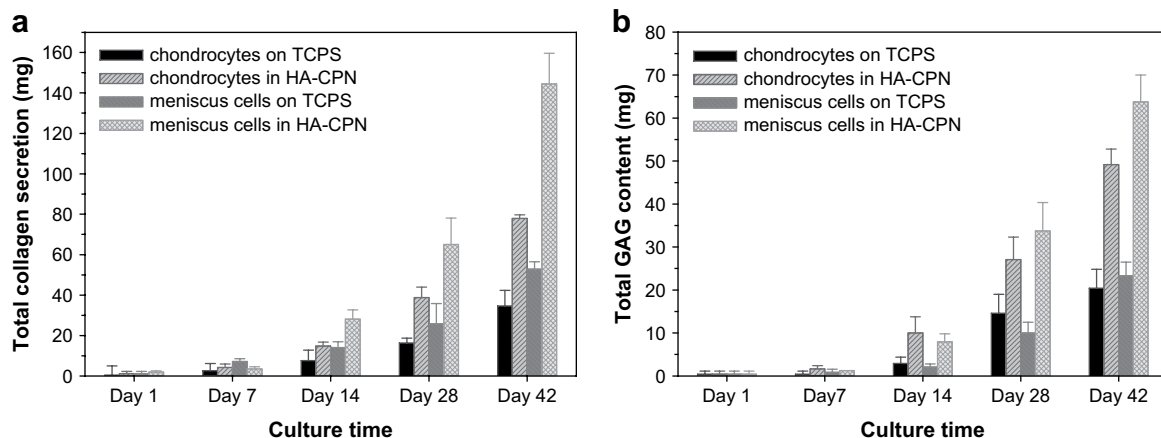 a
Total collagen secretion (mg)
160
140
120
100
80
60
40
20
0
chondrocytes on TCPS
chondrocytes in HA-CPN
meniscus cells on TCPS
meniscus cells in HA-CPN
Day 1 Day 7 Day 14 Day 28 Day 42
Culture time
b
Total GAG content (mg)
80
70
60
50
40
30
20
10
0
chondrocytes on TCPS
chondrocytes in HA-CPN
meniscus cells on TCPS
meniscus cells in HA-CPN
Day 1 Day7 Day 14 Day 28 Day 42
Culture time